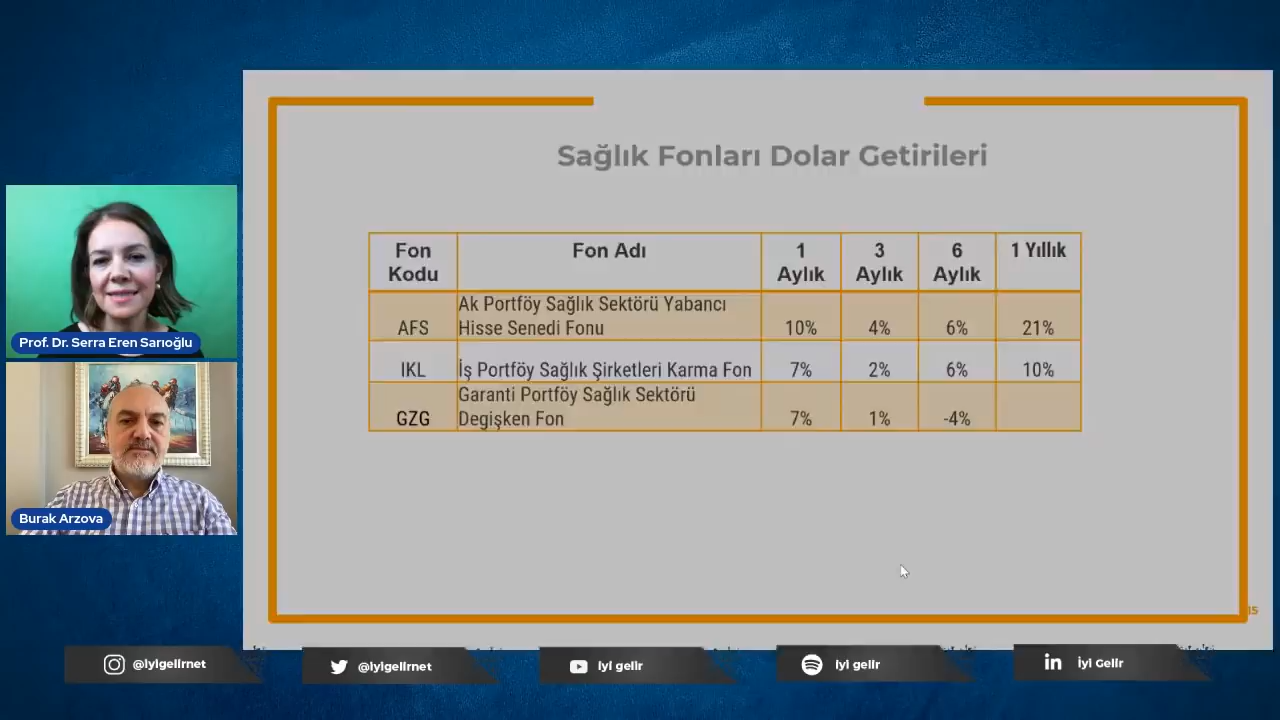 Sağlık Fonları Dolar Getirileri
Fon Kodu
Fon Adı
1 Aylık
3 Aylık
6 Aylık
1 Yıllık
AFS
Ak Portföy Sağlık Sektörü Yabancı
Hisse Senedi Fonu
10%
4%
6%
21%
IKL
İş Portföy Sağlık Şirketleri Karma Fon
7%
2%
6%
10%
GZG
Garanti Portföy Sağlık Sektörü
Degişken Fon
7%
1%
-4%
Prof. Dr. Serra Eren Sarıoğlu
Burak Arzova
15
@iyigelirnet
@iyigelirnet
iyi gelir
iyi gelir
İyi Gelir